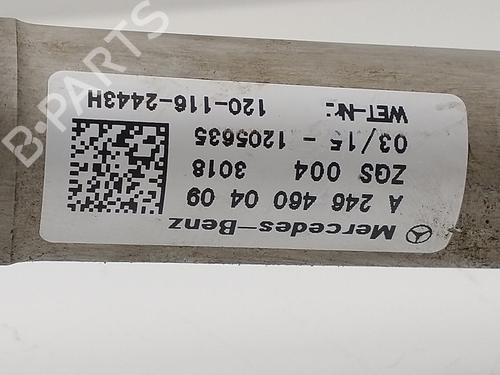 Mercedes-Benz
A 246 460 04 09
ZGS 004 3018
03/15 - 1205635
WET-Nr:
120-116-2443H
B-PARTS